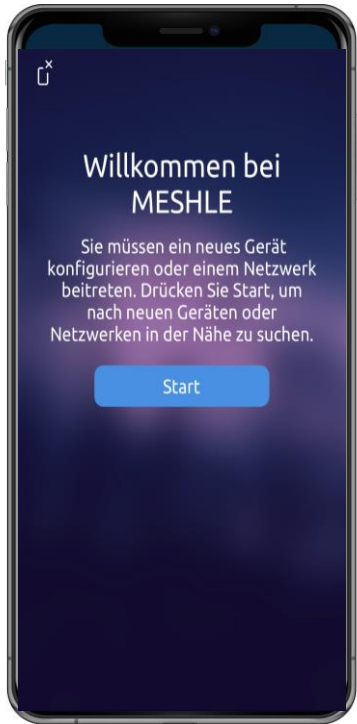 Willkommen bei
MESHLE
Sie müssen ein neues Gerät
konfigurieren oder einem Netzwerk
beitreten. Drücken Sie Start, um
nach neuen Geräten oder
Netzwerken in der Nähe zu suchen.
Start